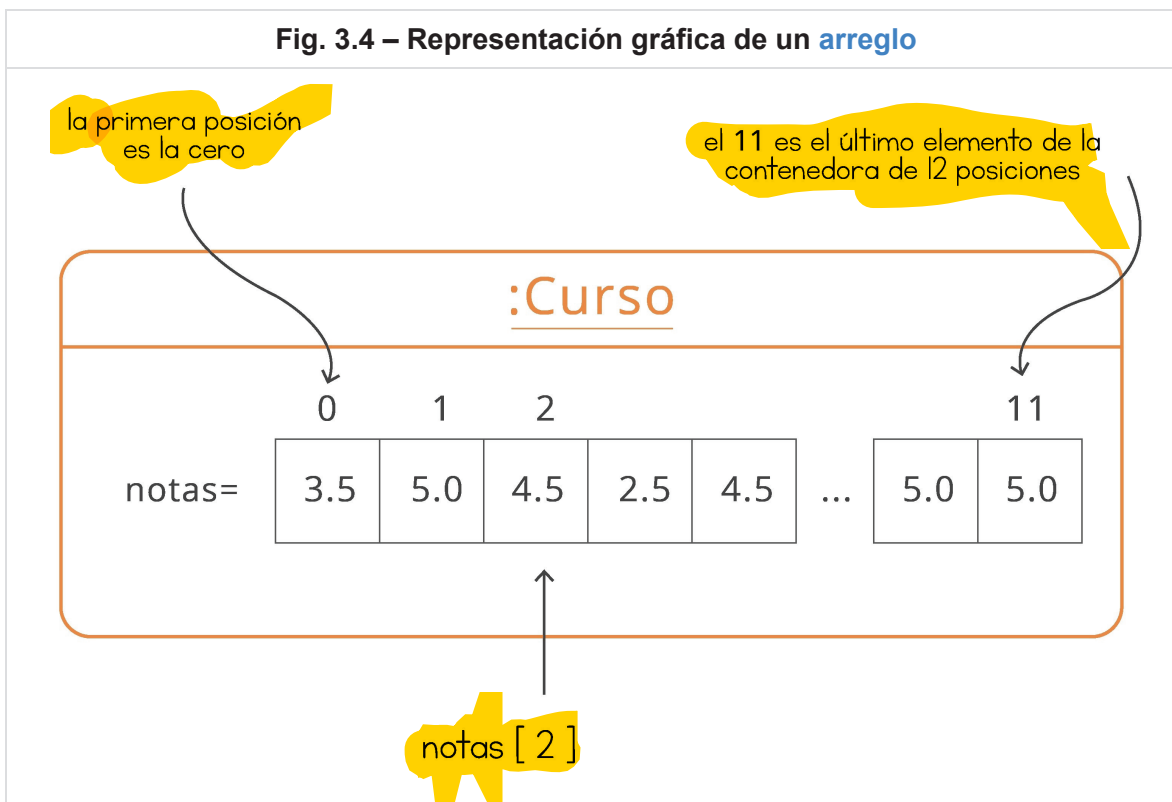 Fig. 3.4 – Representación gráfica de un arreglo
la primera posición
es la cero
el 11 es el último elemento de la
contenedora de 12 posiciones
:Curso
0 1 2 11
notas= 3.5 5.0 4.5 2.5 4.5 ... 5.0 5.0
notas [ 2 ]